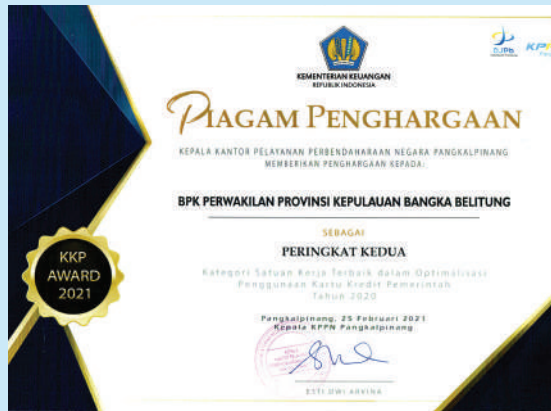 KEMENTERIAN KEUANGAN
REPUBLIK INDONESIA
DJPb
PIAGAM PENGHARGAAN
KEPALA KANTOR PELAYANAN PERBENDAHARAAN NEGARA PANGKALPINANG
MEMBERIKAN PENGHARGAAN KEPADA:
BPK PERWAKILAN PROVINSI KEPULAUAN BANGKA BELITUNG
SEBAGAI
PERINGKAT KEDUA
Kategori Satuan Kerja Terbaik dalam Optimalisasi
Penggunaan Kartu Kredit Pemerintah
Tahun 2020
KKP
AWARD
2021
Pangkalpinang, 25 Februari 2021
Kepala KPPN Pangkalpinang
ESTI DWI ARKINA